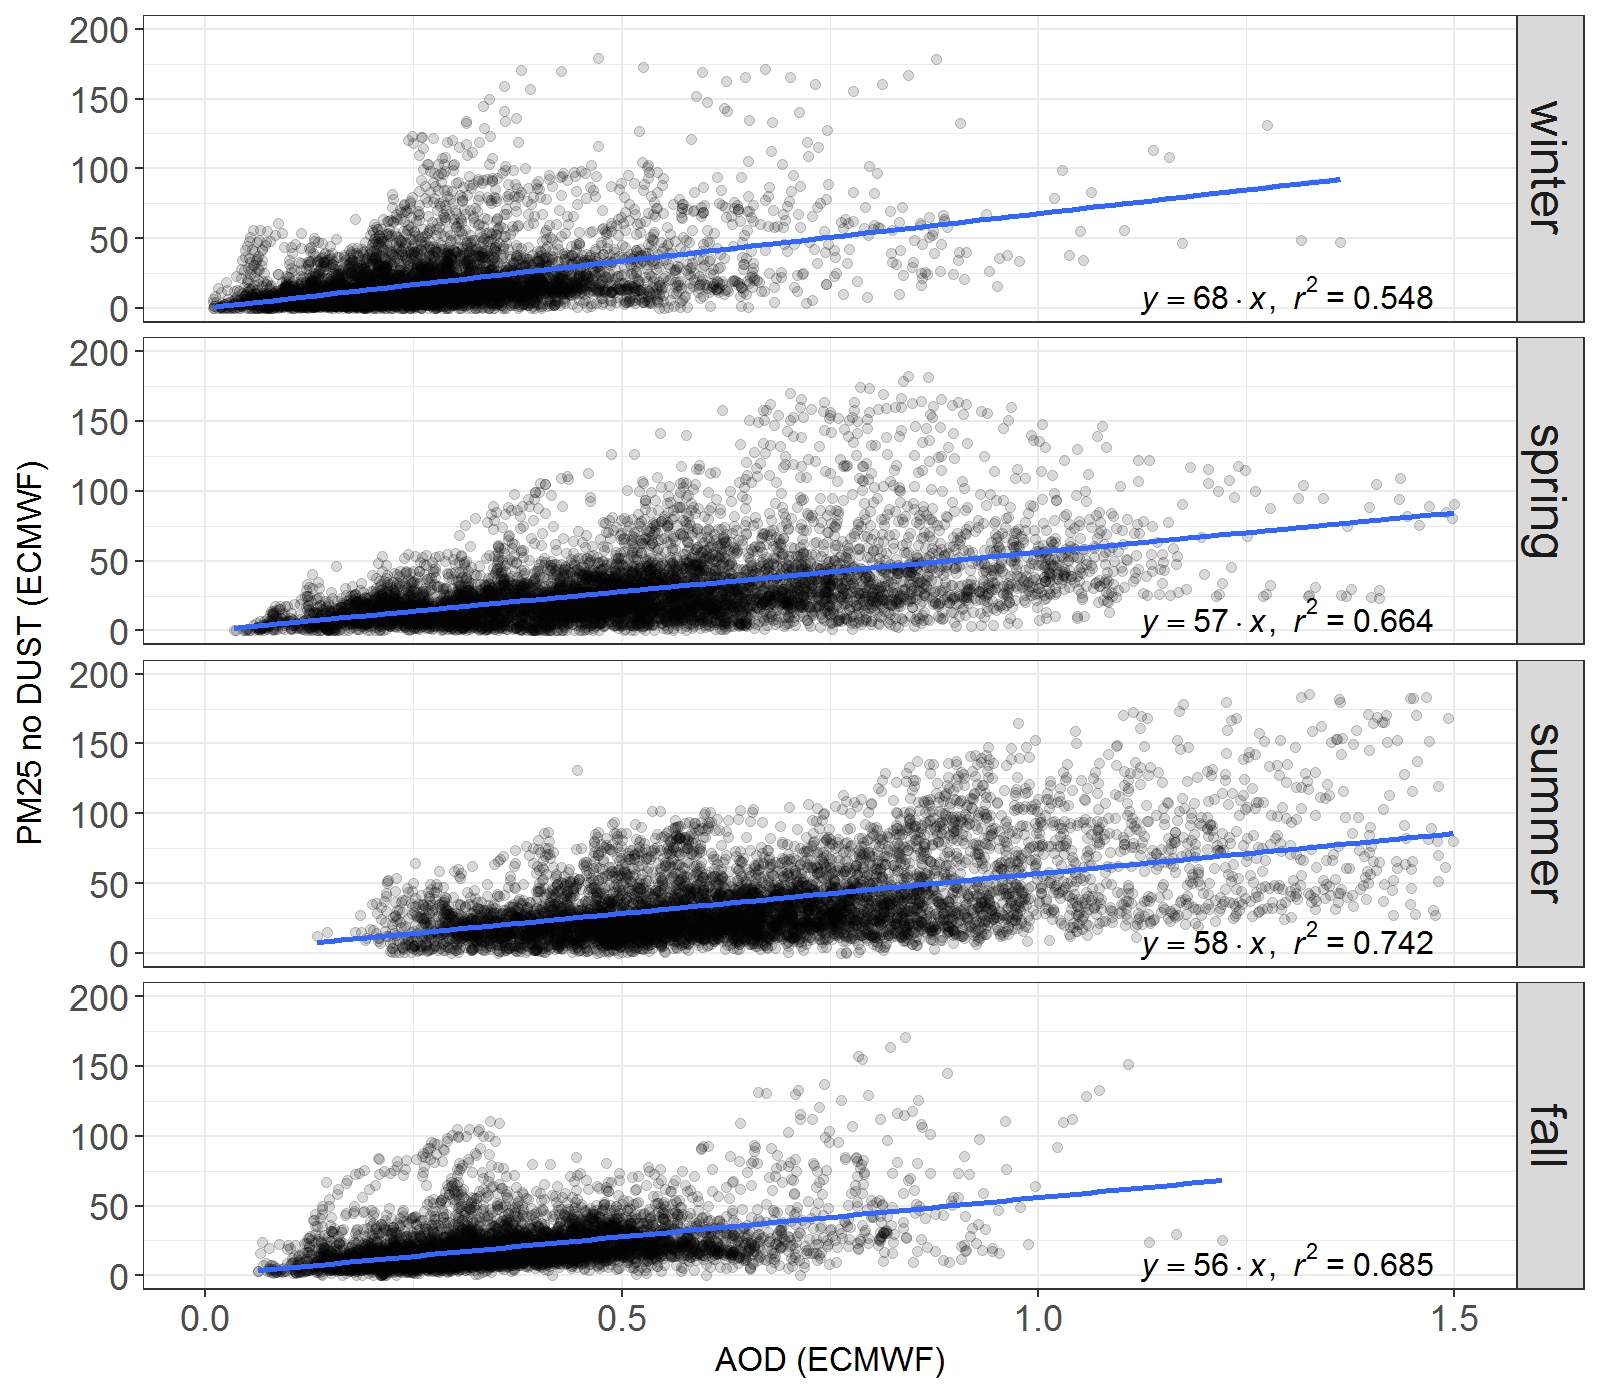 200
150
100
50
0
winter
y = 68 · x, r² = 0.548
200
150
100
50
0
spring
y = 57 · x, r² = 0.664
PM25 no DUST (ECMWF)
200
150
100
50
0
summer
y = 58 · x, r² = 0.742
200
150
100
50
0
fall
y = 56 · x, r² = 0.685
0.0 0.5 1.0 1.5
AOD (ECMWF)